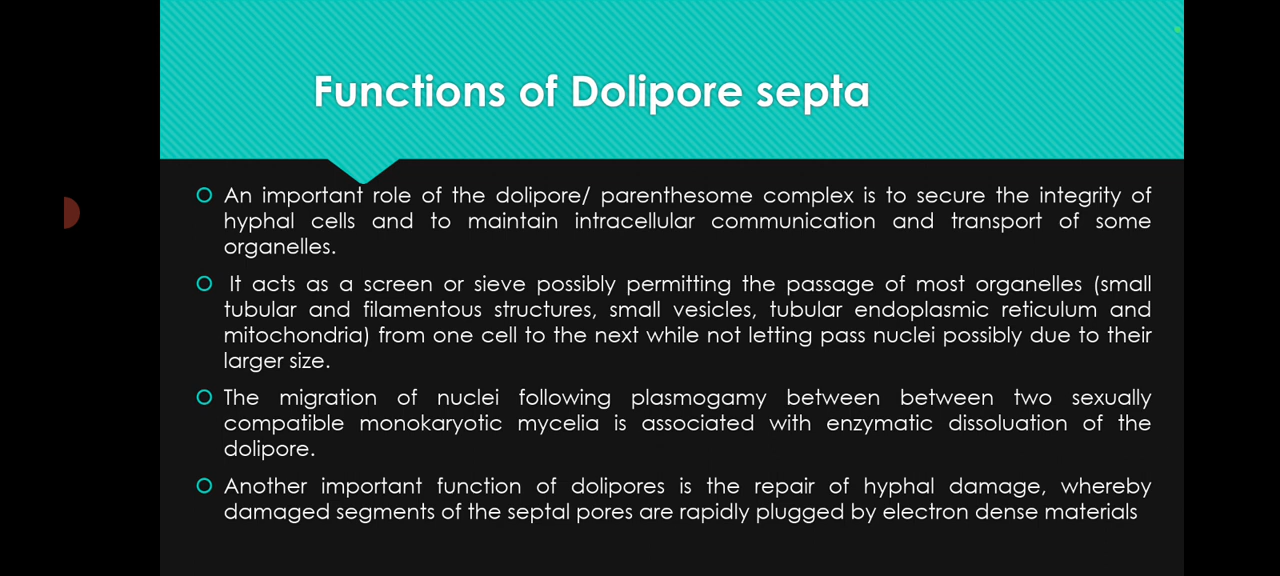 Functions of Dolipore septa
An important role of the dolipore/ parenthesome complex is to secure the integrity of
hyphal cells and to maintain intracellular communication and transport of some
organelles.
It acts as a screen or sieve possibly permitting the passage of most organelles (small
tubular and filamentous structures, small vesicles, tubular endoplasmic reticulum and
mitochondria) from one cell to the next while not letting pass nuclei possibly due to their
larger size.
The migration of nuclei following plasmogamy between between two sexually
compatible monokaryotic mycelia is associated with enzymatic dissoluation of the
dolipore.
Another important function of dolipores is the repair of hyphal damage, whereby
damaged segments of the septal pores are rapidly plugged by electron dense materials